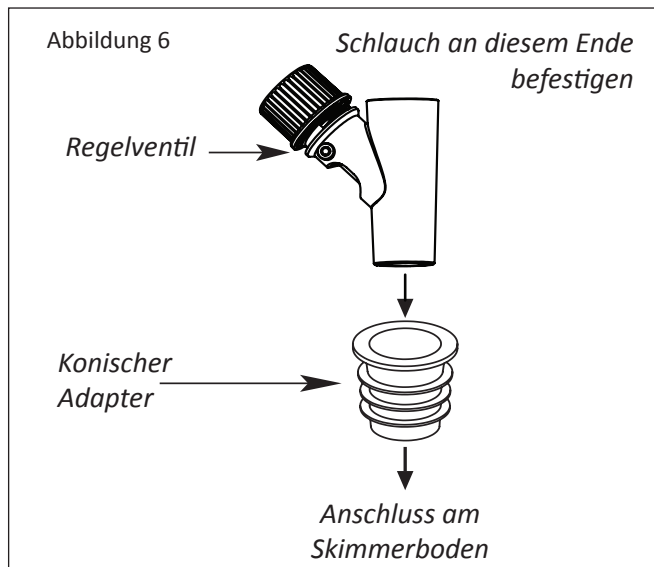 Abbildung 6
Schlauch an diesem Ende
befestigen
Regelventil
Konischer
Adapter
Anschluss am
Skimmerboden